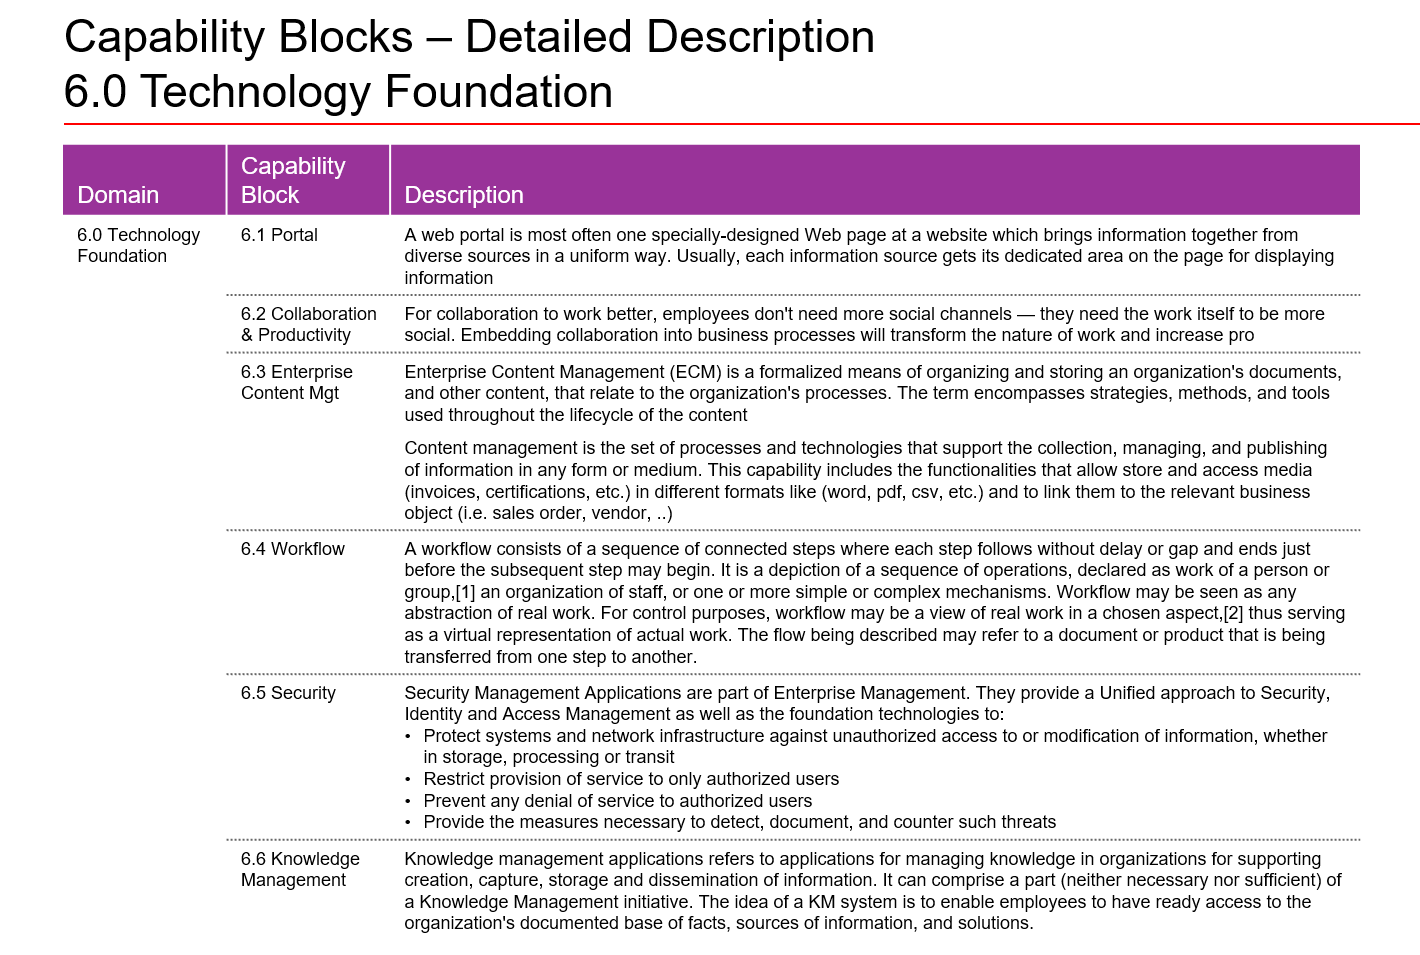 Capability Blocks – Detailed Description
6.0 Technology Foundation
Domain
Capability
Block
Description
6.0 Technology
Foundation
6.1 Portal
A web portal is most often one specially-designed Web page at a website which brings information together from
diverse sources in a uniform way. Usually, each information source gets its dedicated area on the page for displaying
information
6.2 Collaboration
& Productivity
For collaboration to work better, employees don't need more social channels — they need the work itself to be more
social. Embedding collaboration into business processes will transform the nature of work and increase pro
6.3 Enterprise
Content Mgt
Enterprise Content Management (ECM) is a formalized means of organizing and storing an organization's documents,
and other content, that relate to the organization's processes. The term encompasses strategies, methods, and tools
used throughout the lifecycle of the content
Content management is the set of processes and technologies that support the collection, managing, and publishing
of information in any form or medium. This capability includes the functionalities that allow store and access media
(invoices, certifications, etc.) in different formats like (word, pdf, csv, etc.) and to link them to the relevant business
object (i.e. sales order, vendor, ..)
6.4 Workflow
A workflow consists of a sequence of connected steps where each step follows without delay or gap and ends just
before the subsequent step may begin. It is a depiction of a sequence of operations, declared as work of a person or
group,[1] an organization of staff, or one or more simple or complex mechanisms. Workflow may be seen as any
abstraction of real work. For control purposes, workflow may be a view of real work in a chosen aspect,[2] thus serving
as a virtual representation of actual work. The flow being described may refer to a document or product that is being
transferred from one step to another.
6.5 Security
Security Management Applications are part of Enterprise Management. They provide a Unified approach to Security,
Identity and Access Management as well as the foundation technologies to:
• Protect systems and network infrastructure against unauthorized access to or modification of information, whether
in storage, processing or transit
• Restrict provision of service to only authorized users
• Prevent any denial of service to authorized users
• Provide the measures necessary to detect, document, and counter such threats
6.6 Knowledge
Management
Knowledge management applications refers to applications for managing knowledge in organizations for supporting
creation, capture, storage and dissemination of information. It can comprise a part (neither necessary nor sufficient) of
a Knowledge Management initiative. The idea of a KM system is to enable employees to have ready access to the
organization's documented base of facts, sources of information, and solutions.